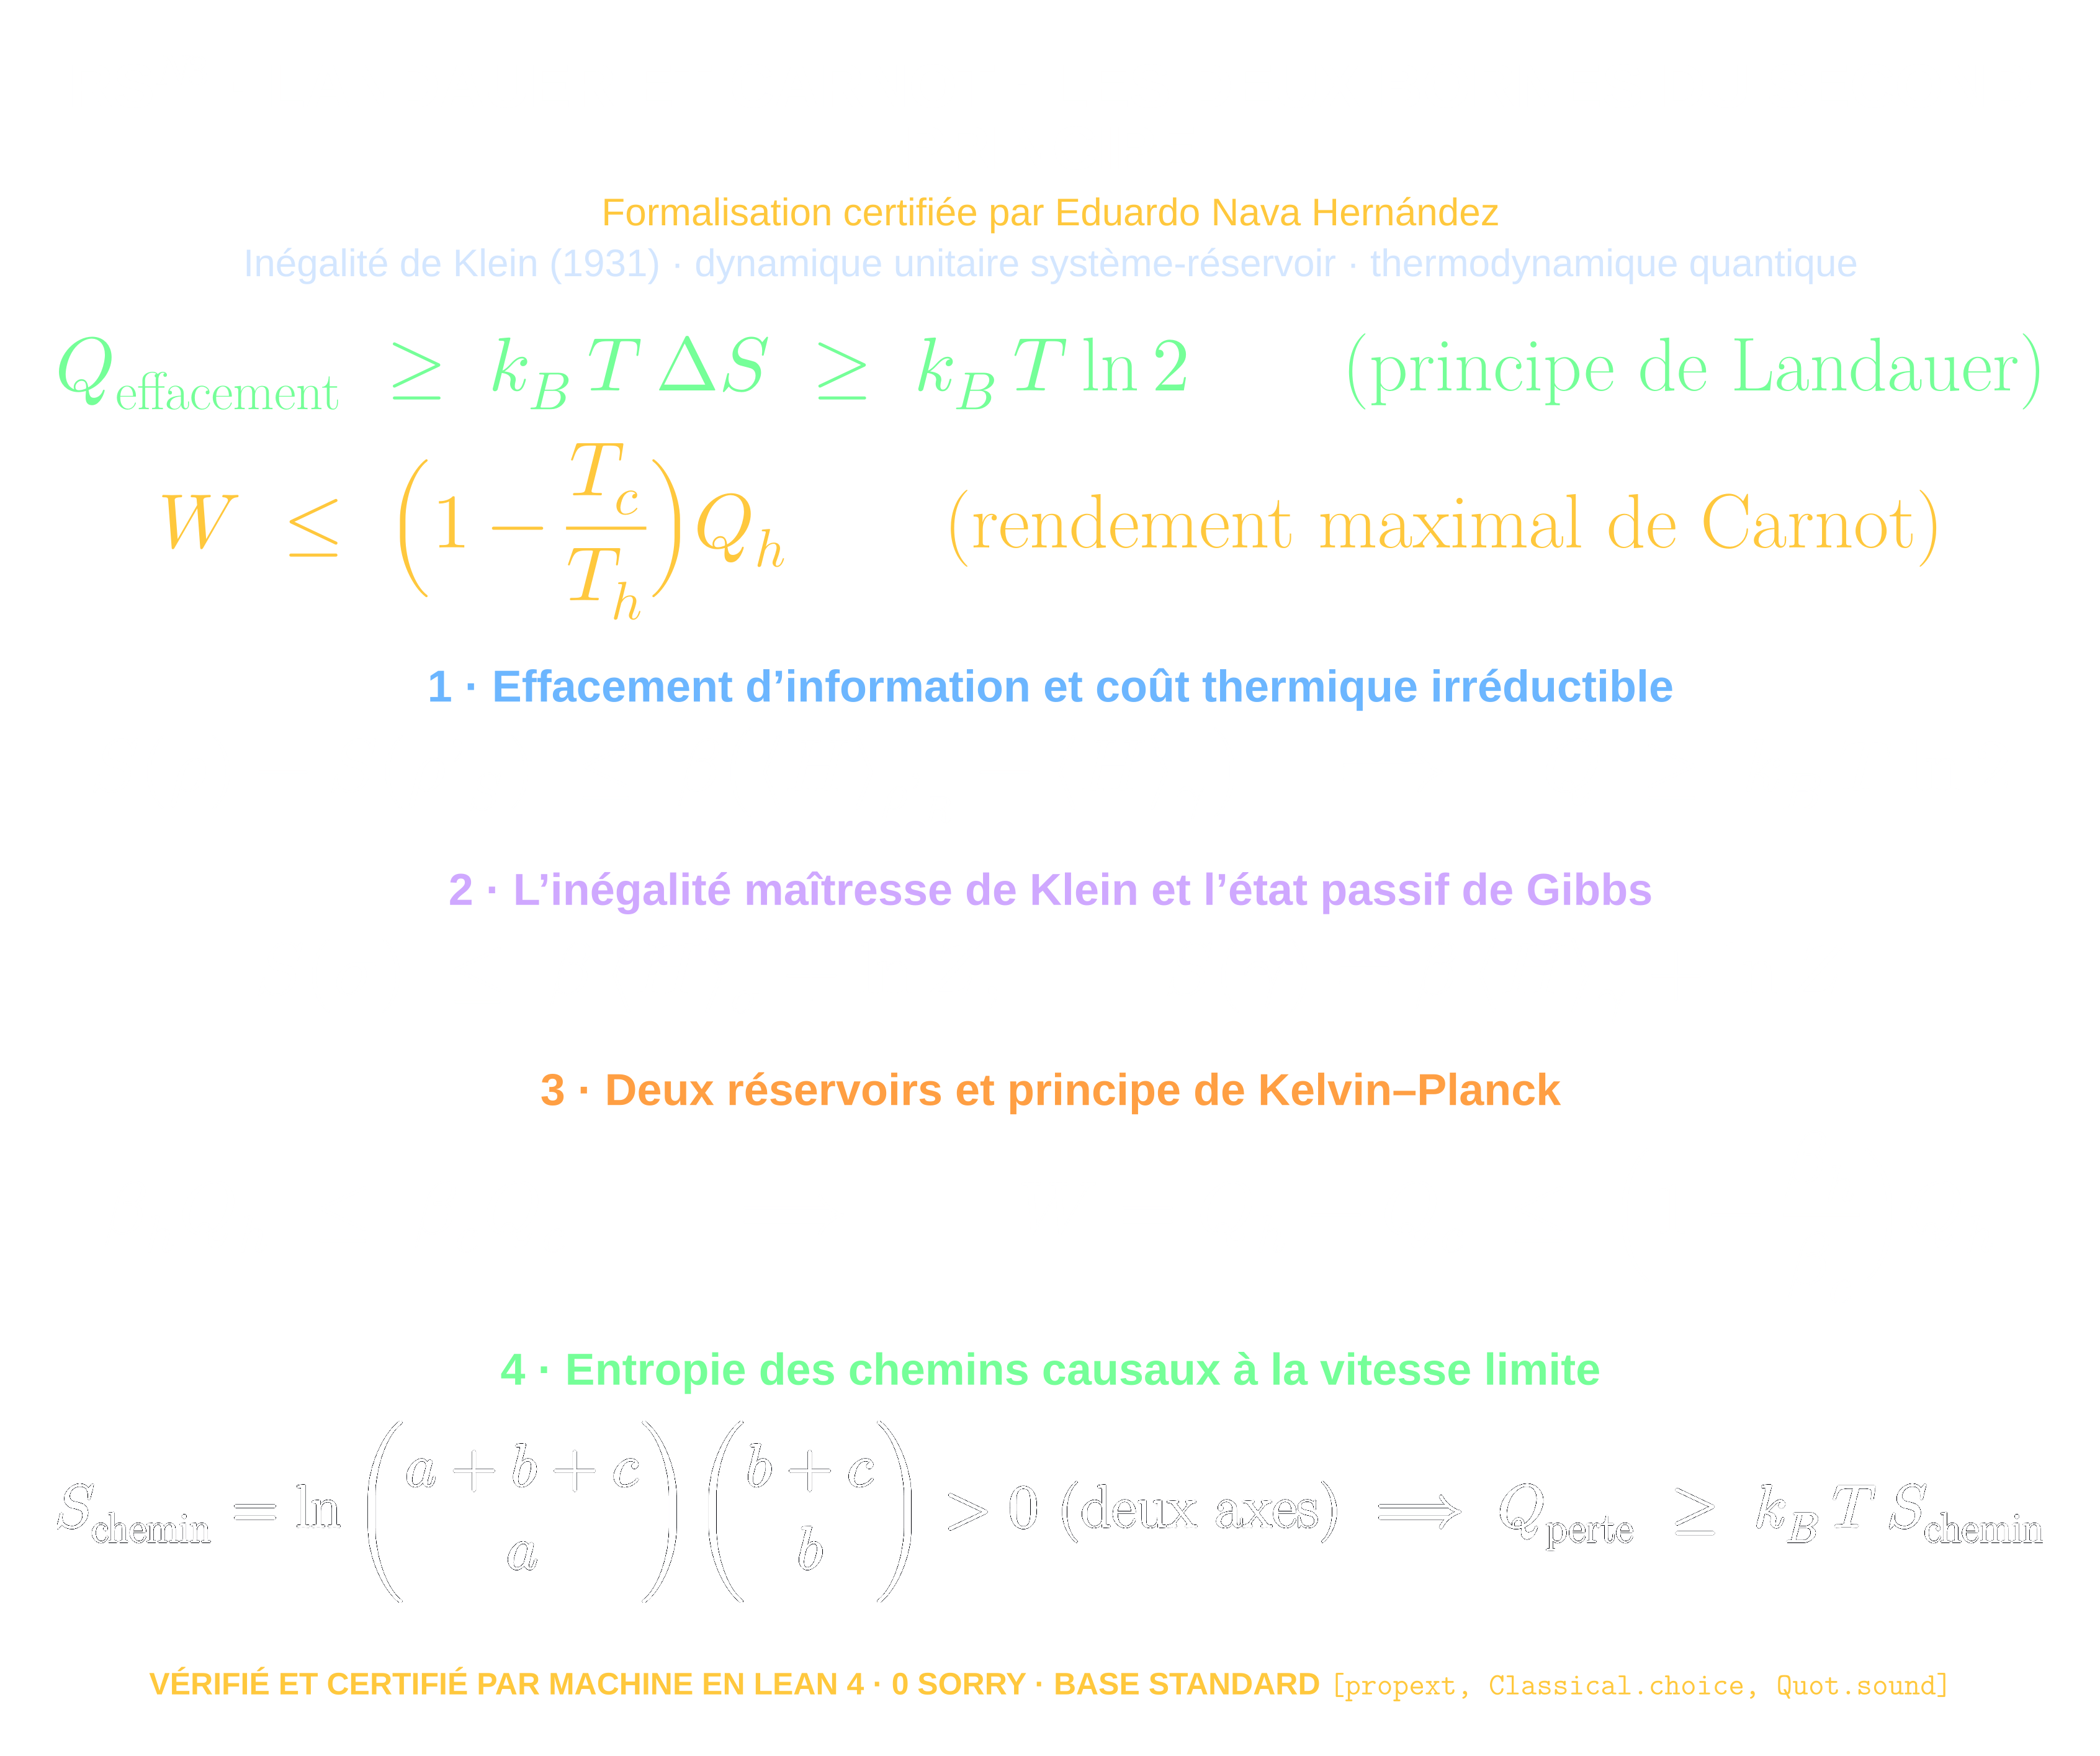 Formalisation certifiée par Eduardo Nava Hernández
Inégalité de Klein (1931) · dynamique unitaire système-réservoir · thermodynamique quantique
Q_effacement ≥ k_B T ΔS ≥ k_B T ln 2 (principe de Landauer)
W ≤ (1 − T_c/T_h) Q_h (rendement maximal de Carnot)
1 · Effacement d’information et coût thermique irréductible
2 · L’inégalité maîtresse de Klein et l’état passif de Gibbs
3 · Deux réservoirs et principe de Kelvin–Planck
4 · Entropie des chemins causaux à la vitesse limite
S_chemin = ln (a + b + c / a) (b + c / b) > 0 (deux axes) ⟹ Q_perte ≥ k_B T S_chemin
VÉRIFIÉ ET CERTIFIÉ PAR MACHINE EN LEAN 4 · 0 SORRY · BASE STANDARD [propext, Classical.choice, Quot.sound]